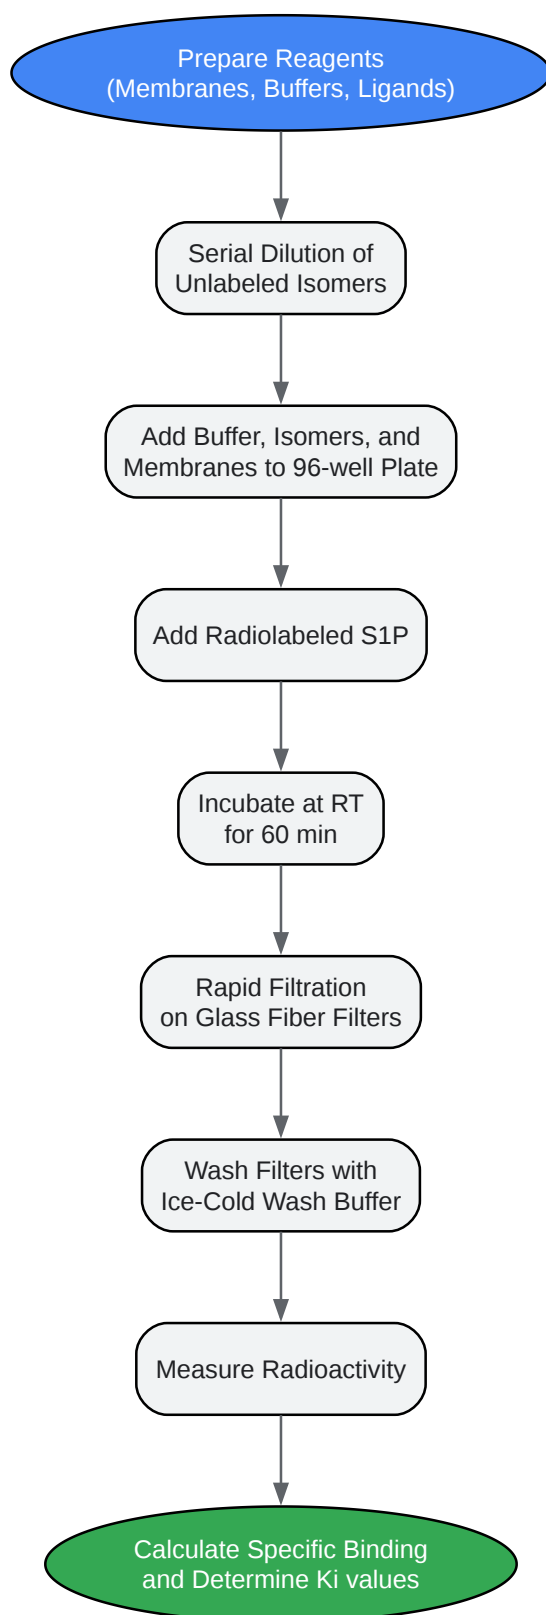 Prepare Reagents
(Membranes, Buffers, Ligands)
Serial Dilution of
Unlabeled Isomers
Add Buffer, Isomers, and
Membranes to 96-well Plate
Add Radiolabeled S1P
Incubate at RT
for 60 min
Rapid Filtration
on Glass Fiber Filters
Wash Filters with
Ice-Cold Wash Buffer
Measure Radioactivity
Calculate Specific Binding
and Determine Ki values